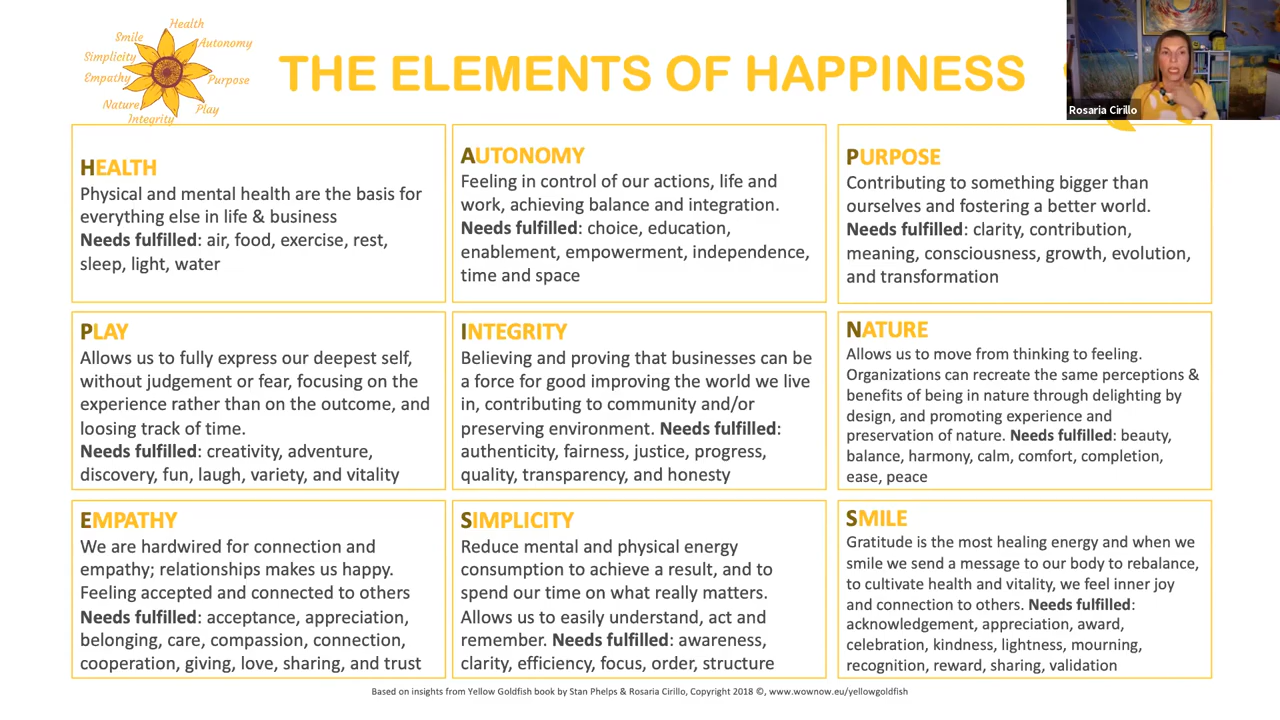 Health
Smile
Autonomy
Simplicity
Empathy
Purpose
Nature
Play
Integrity
THE ELEMENTS OF HAPPINESS
Rosaria Cirillo
HEALTH
Physical and mental health are the basis for
everything else in life & business
Needs fulfilled: air, food, exercise, rest,
sleep, light, water
AUTONOMY
Feeling in control of our actions, life and
work, achieving balance and integration.
Needs fulfilled: choice, education,
enablement, empowerment, independence,
time and space
PURPOSE
Contributing to something bigger than
ourselves and fostering a better world.
Needs fulfilled: clarity, contribution,
meaning, consciousness, growth, evolution,
and transformation
PLAY
Allows us to fully express our deepest self,
without judgement or fear, focusing on the
experience rather than on the outcome, and
loosing track of time.
Needs fulfilled: creativity, adventure,
discovery, fun, laugh, variety, and vitality
INTEGRITY
Believing and proving that businesses can be
a force for good improving the world we live
in, contributing to community and/or
preserving environment. Needs fulfilled:
authenticity, fairness, justice, progress,
quality, transparency, and honesty
NATURE
Allows us to move from thinking to feeling.
Organizations can recreate the same perceptions &
benefits of being in nature through delighting by
design, and promoting experience and
preservation of nature. Needs fulfilled: beauty,
balance, harmony, calm, comfort, completion,
ease, peace
EMPATHY
We are hardwired for connection and
empathy; relationships makes us happy.
Feeling accepted and connected to others
Needs fulfilled: acceptance, appreciation,
belonging, care, compassion, connection,
cooperation, giving, love, sharing, and trust
SIMPLICITY
Reduce mental and physical energy
consumption to achieve a result, and to
spend our time on what really matters.
Allows us to easily understand, act and
remember. Needs fulfilled: awareness,
clarity, efficiency, focus, order, structure
SMILE
Gratitude is the most healing energy and when we
smile we send a message to our body to rebalance,
to cultivate health and vitality, we feel inner joy
and connection to others. Needs fulfilled:
acknowledgement, appreciation, award,
celebration, kindness, lightness, mourning,
recognition, reward, sharing, validation
Based on insights from Yellow Goldfish book by Stan Phelps & Rosaria Cirillo, Copyright 2018 ©, www.wownow.eu/yellowgoldfish